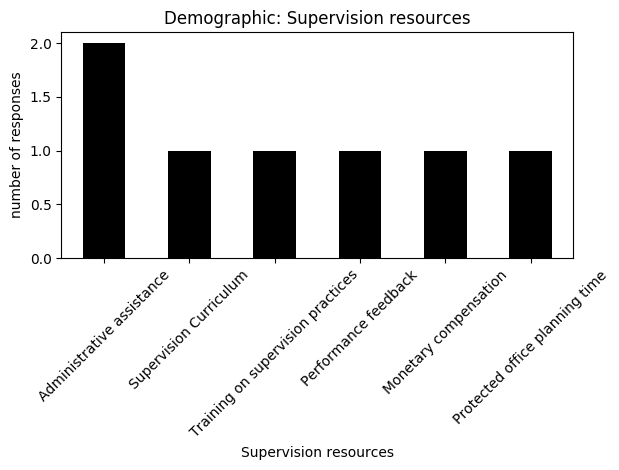 Demographic: Supervision resources
number of responses
2.0
1.5
1.0
0.5
0.0
Administrative assistance
Supervision Curriculum
Training on supervision practices
Performance feedback
Monetary compensation
Protected office planning time
Supervision resources